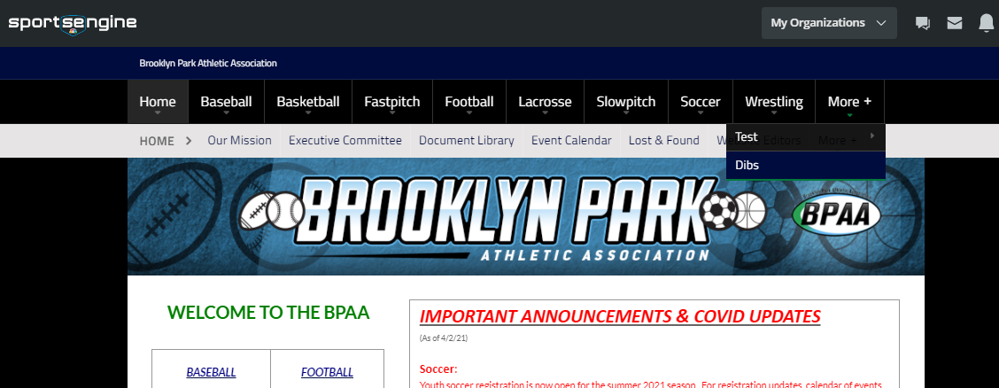 sportsengine
My Organizations
Brooklyn Park Athletic Association
Home Baseball Basketball Fastpitch Football Lacrosse Slowpitch Soccer Wrestling More +
HOME Our Mission Executive Committee Document Library Event Calendar Lost & Found Editors More +
Test
Dibs
BROOKLYN PARK
ATHLETIC ASSOCIATION
BPAA
WELCOME TO THE BPAA
IMPORTANT ANNOUNCEMENTS & COVID UPDATES
(As of 4/2/21)
BASEBALL FOOTBALL
Soccer:
Youth soccer registration is now open for the summer 2021 season. For registration updates, calendar of events